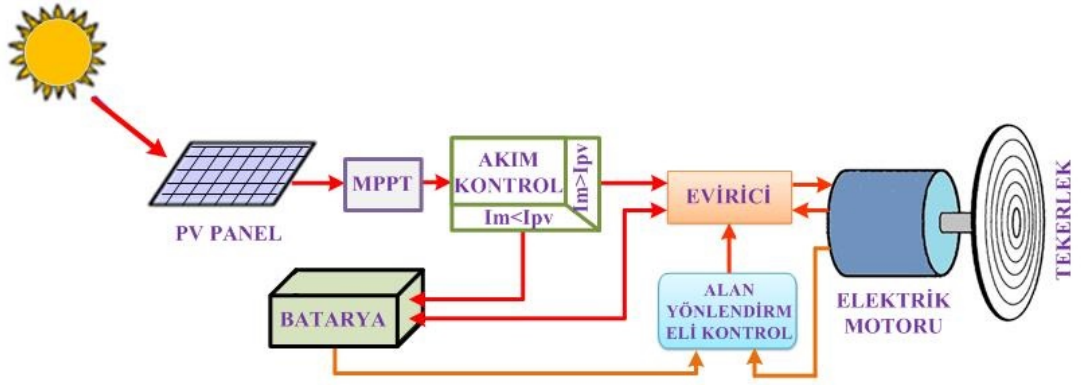 PV PANEL
MPPT
AKIM
KONTROL
Im>Ipv
Im<Ipv
BATARYA
EVİRİCİ
ALAN
YÖNLENDİRM
ELİ KONTROL
ELEKTRİK
MOTORU
TEKERLEK